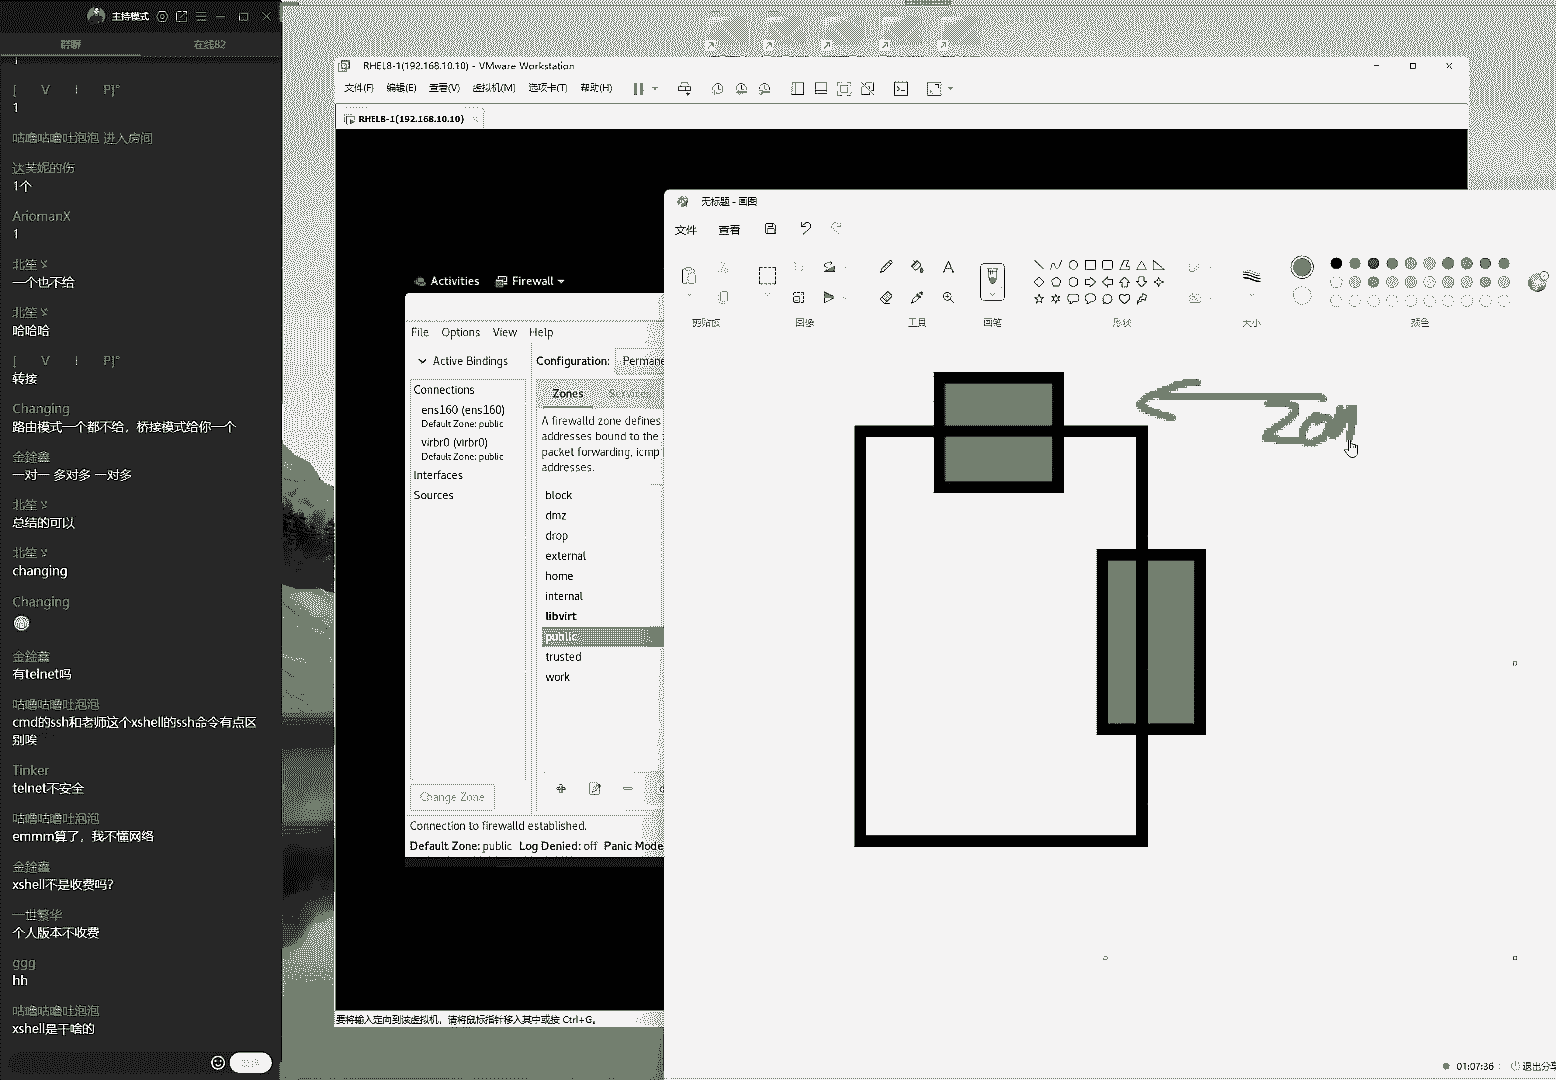 主持模式
群聊
在线82
[ V I P]°
1
咕噜咕噜吐泡泡 进入房间
达芙妮的伤
1个
AriomanX
1
北笙ⸯ
一个也不给
北笙ⸯ
哈哈哈
[ V I P]°
转接
Changing
路由模式一个都不给，桥接模式给你一个
金銓鑫
一对一 多对多 一对多
北笙ⸯ
总结的可以
北笙ⸯ
changing
Changing
金銓鑫
有telnet吗
咕噜咕噜吐泡泡
cmd的ssh和老师这个xshell的ssh命令有点区
别唉
Tinker
telnet不安全
咕噜咕噜吐泡泡
emmm算了，我不懂网络
金銓鑫
xshell不是收费吗?
一世繁华
个人版本不收费
ggg
hh
咕噜咕噜吐泡泡
xshell是干啥的
RHEL8-1(192.168.10.10) - VMware Workstation
文件(F) 编辑(E) 查看(V) 虚拟机(M) 选项卡(T) 帮助(H)
RHEL8-1(192.168.10.10)
Activities Firewall
File Options View Help
Active Bindings
Configuration: Permane
Connections
ens160 (ens160)
Default Zone: public
virbr0 (virbr0)
Default Zone: public
Interfaces
Sources
Change Zone
Zones Services
A firewalld zone defines
addresses bound to the
packet forwarding, icmp
addresses.
block
dmz
drop
external
home
internal
libvirt
public
trusted
work
Connection to firewalld established.
Default Zone: public Log Denied: off Panic Mode
要将输入定向到该虚拟机，请将鼠标指针移入其中或按 Ctrl+G。
无标题 - 画图
文件 查看
剪贴板 图像 工具 画笔 形状 大小 颜色
Zon
01:07:36 退出分享